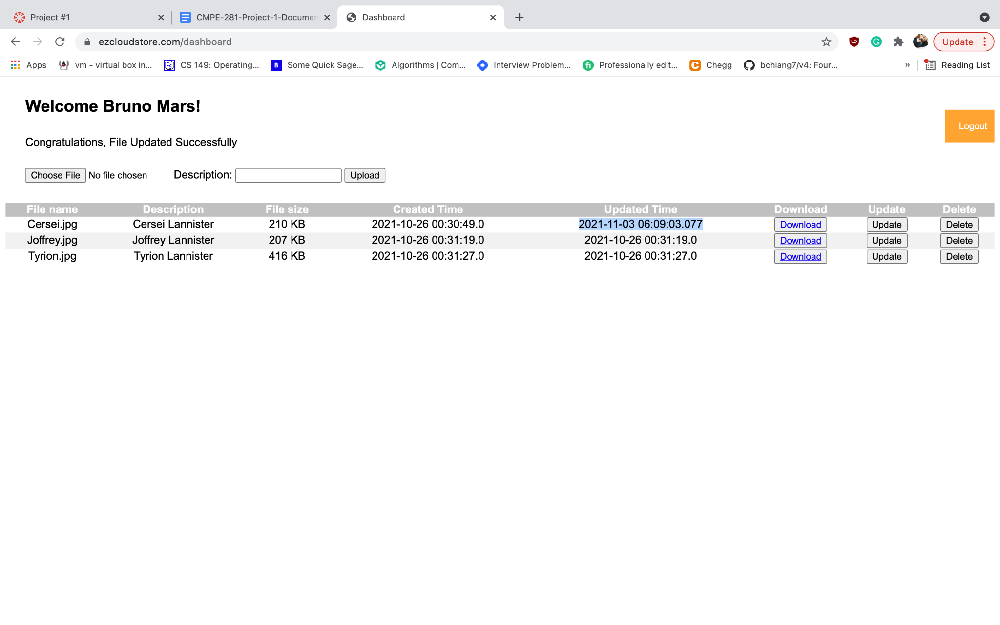 Project #1
CMPE-281-Project-1-Documen
Dashboard
ezcloudstore.com/dashboard
Update
Apps
vm - virtual box in...
CS 149: Operating...
B
Some Quick Sage...
Algorithms | Com...
Interview Problem...
fi
Professionally edit...
C
Chegg
bchiang7/v4: Four...
»
Reading List
Welcome Bruno Mars!
Logout
Congratulations, File Updated Successfully
Choose File No file chosen Description: Upload
File name Description File size Created Time Updated Time Download Update Delete
Cersei.jpg Cersei Lannister 210 KB 2021-10-26 00:30:49.0 2021-11-03 06:09:03.077 Download Update Delete
Joffrey.jpg Joffrey Lannister 207 KB 2021-10-26 00:31:19.0 2021-10-26 00:31:19.0 Download Update Delete
Tyrion.jpg Tyrion Lannister 416 KB 2021-10-26 00:31:27.0 2021-10-26 00:31:27.0 Download Update Delete